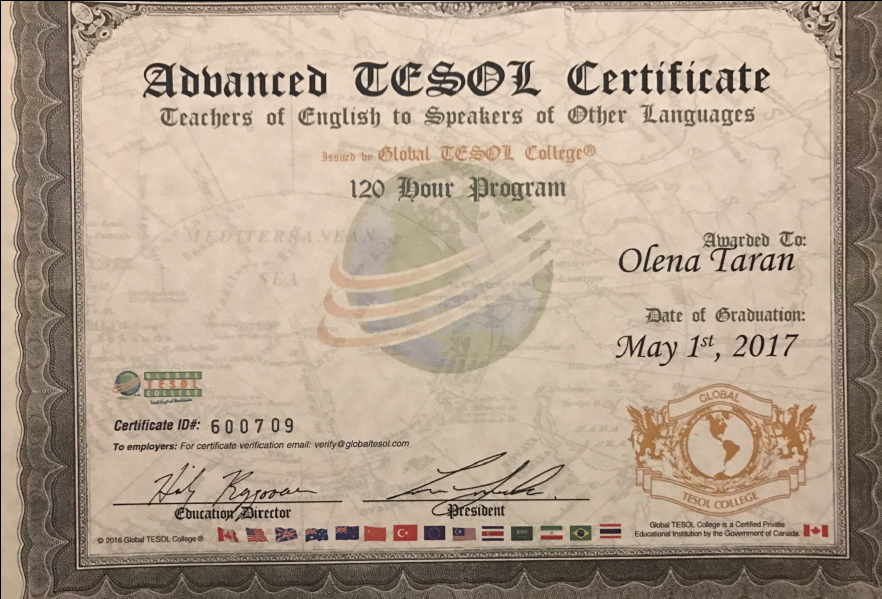 Advanced TESOL Certificate
Teachers of English to Speakers of Other Languages
Issued by Global TESOL College®
120 Hour Program
MEDITERRANEAN
SEA
Awarded To:
Olena Taran
Date of Graduation:
May 1st, 2017
GLOBAL
TESOL
COLLEGE
Certificate ID#: 600709
To employers: For certificate verification email: verify@globaltesol.com
GLOBAL
TESOL COLLEGE
Education Director
President
© 2016 Global TESOL College ®
Global TESOL College is a Certified Private
Educational Institution by the Government of Canada.